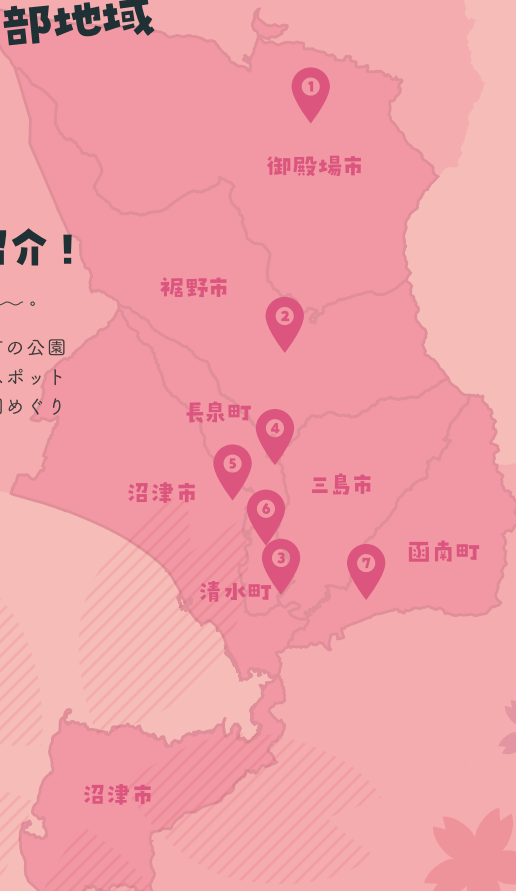 部地域
1
御殿場市
介！
〜。
の公園
スポット
めぐり
裾野市
2
長泉町
4
5
三島市
沼津市
6
函南町
3
7
清水町
沼津市